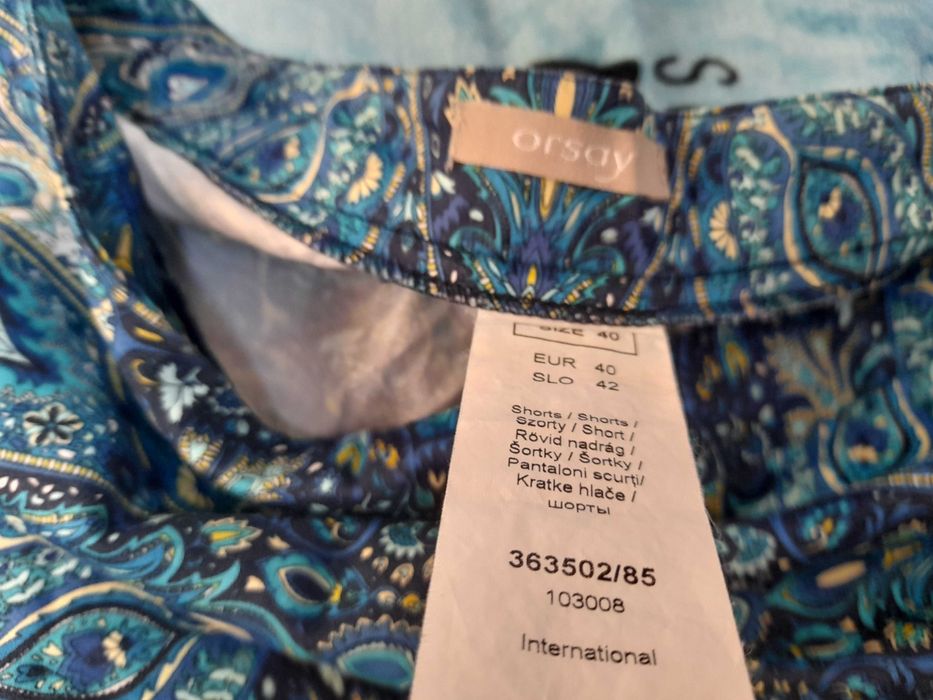 S
orsay
SIZE 40
EUR 40
SLO 42
Shorts / Shorts /
Szorty / Short /
Rövid nadrág /
Šortky / Šortky /
Pantaloni scurți/
Kratke hlače /
шорты
363502/85
103008
International